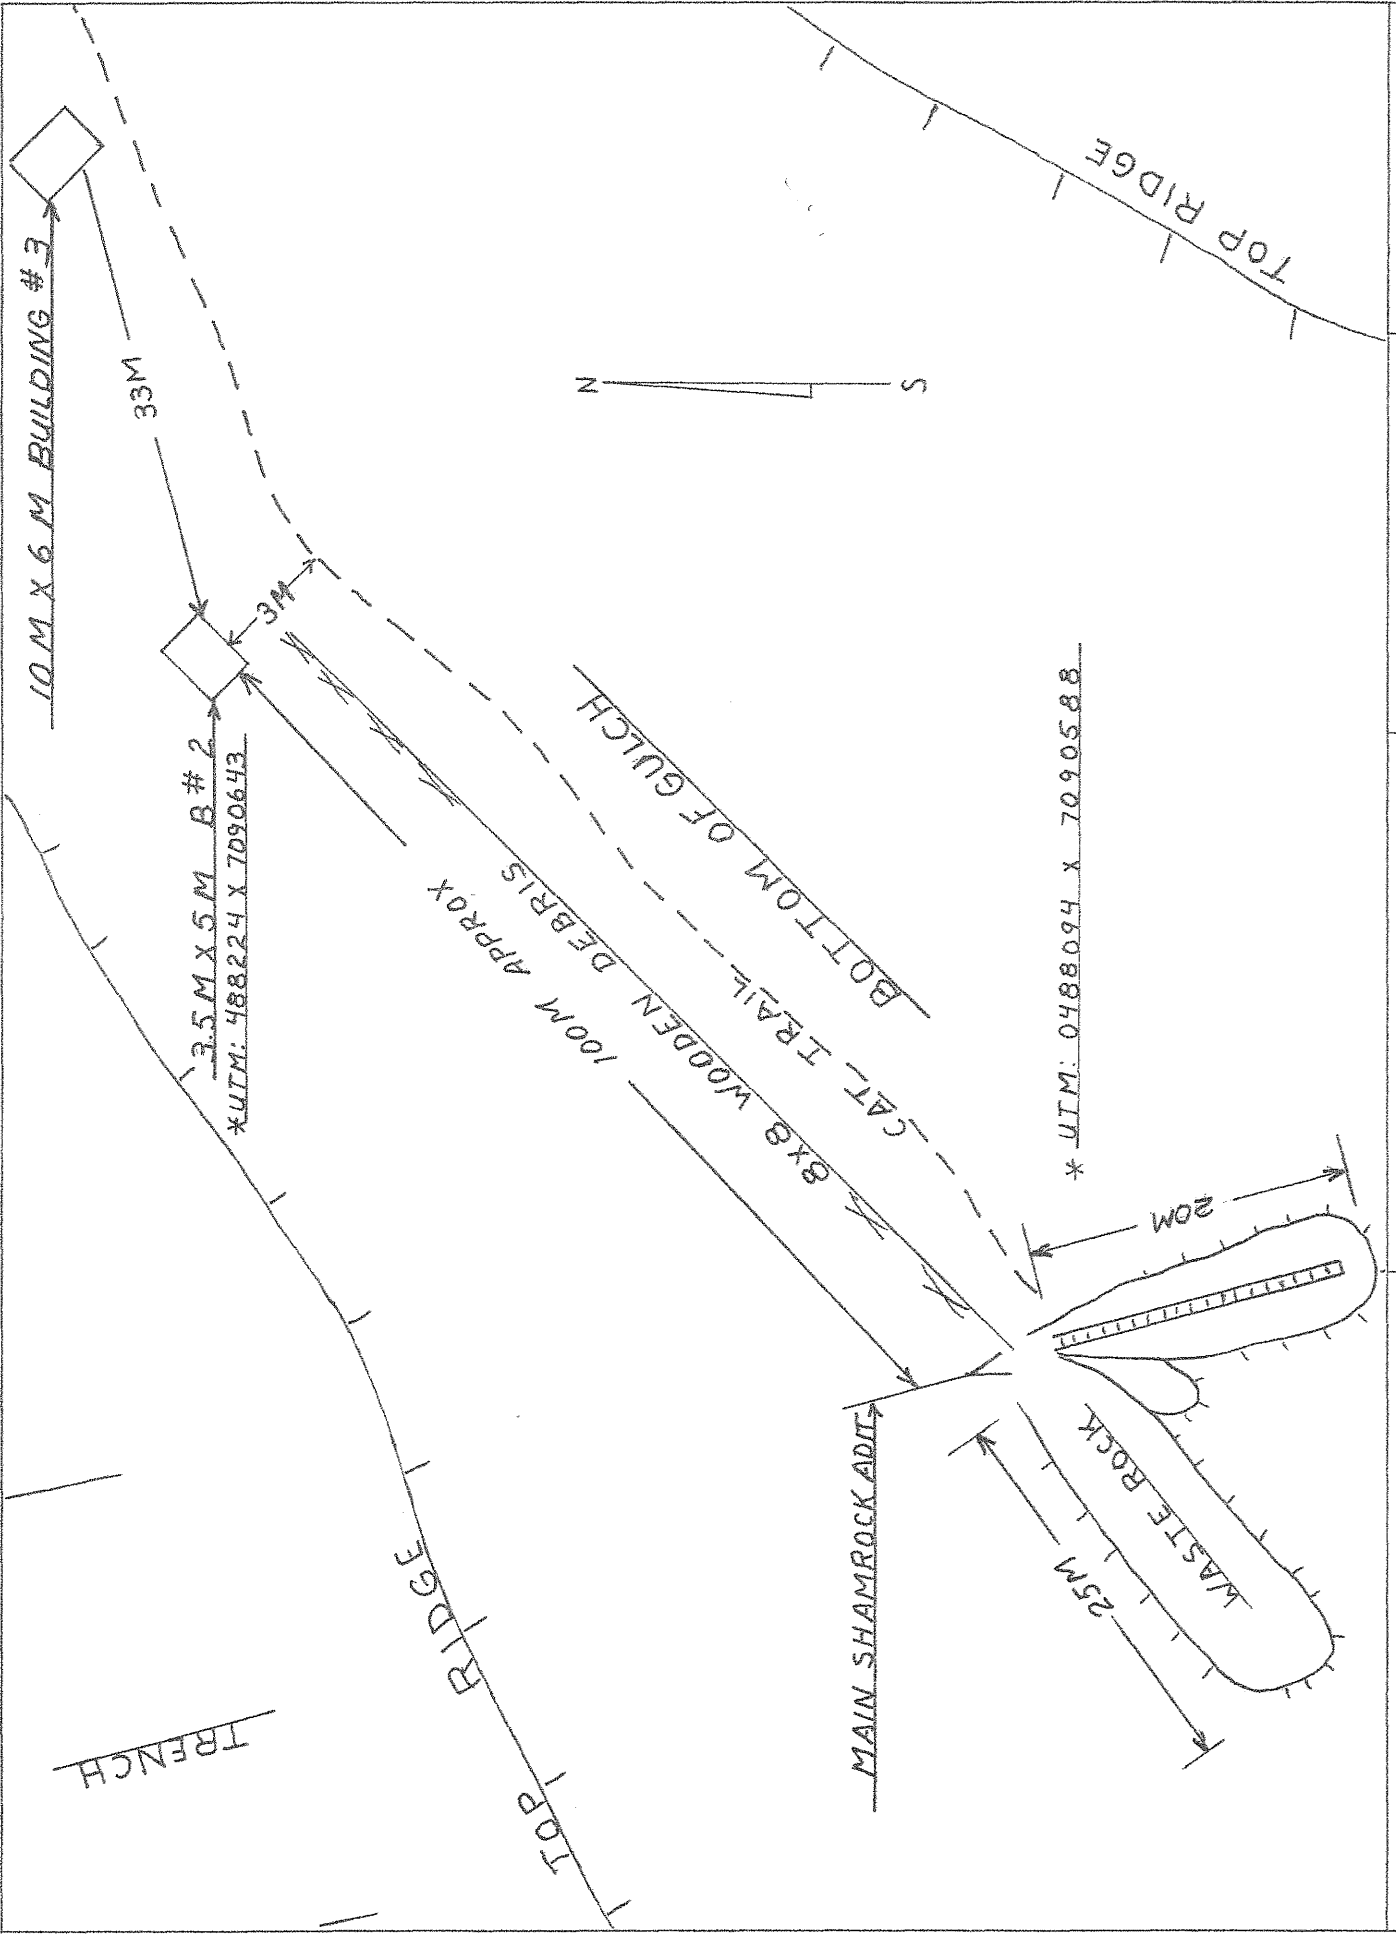 10 M X 6 M BUILDING #3
33M
3.5 M X 5 M B#2
*UTM: 488224 X 7090643
3M
TOP RIDGE
N
S
BOTTOM OF GULCH
100M APPROX
8x8 WOODEN DEBRIS
CAT TRAIL
* UTM: 0488094 X 7090588
TRENCH
TOP RIDGE
MAIN SHAMROCK ADIT
20M
WASTE ROCK
25M